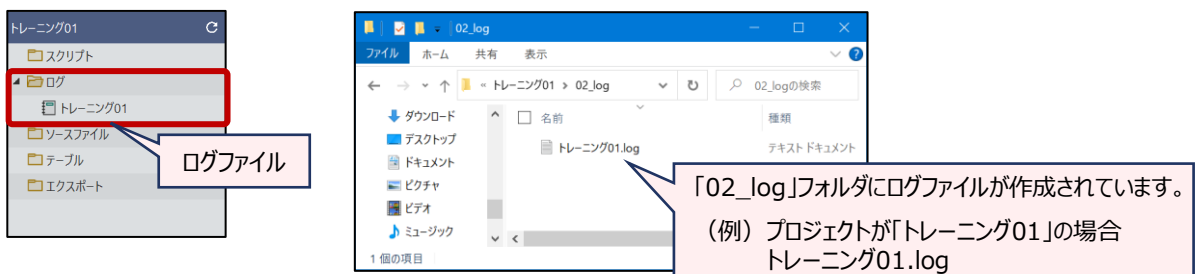 トレーニング01
スクリプト
ログ
トレーニング01
ソースファイル
テーブル
エクスポート
ログファイル
02_log
ファイル ホーム 共有 表示
« トレーニング01 › 02_log
02_logの検索
ダウンロード
デスクトップ
ドキュメント
ピクチャ
ビデオ
ミュージック
名前 種類
トレーニング01.log テキスト ドキュメント
1 個の項目
「02_log」フォルダにログファイルが作成されています。
（例）プロジェクトが「トレーニング01」の場合
トレーニング01.log